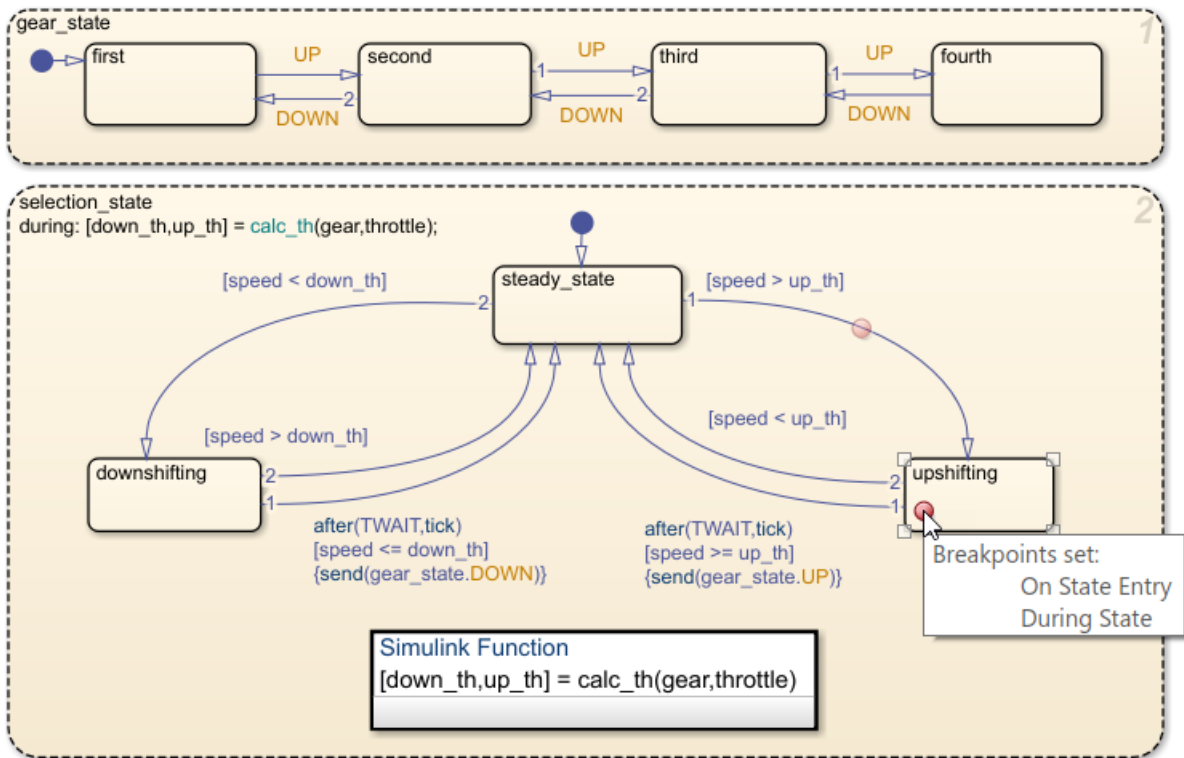 gear_state
1
first
UP
second
UP
third
UP
fourth
1
1
2
2
DOWN
DOWN
DOWN
selection_state
2
during: [down_th,up_th] = calc_th(gear,throttle);
steady_state
[speed < down_th]
[speed > up_th]
2
1
[speed > down_th]
[speed < up_th]
downshifting
upshifting
2
2
1
1
after(TWAIT,tick)
[speed <= down_th]
{send(gear_state.DOWN)}
after(TWAIT,tick)
[speed >= up_th]
{send(gear_state.UP)}
Breakpoints set:
On State Entry
During State
Simulink Function
[down_th,up_th] = calc_th(gear,throttle)